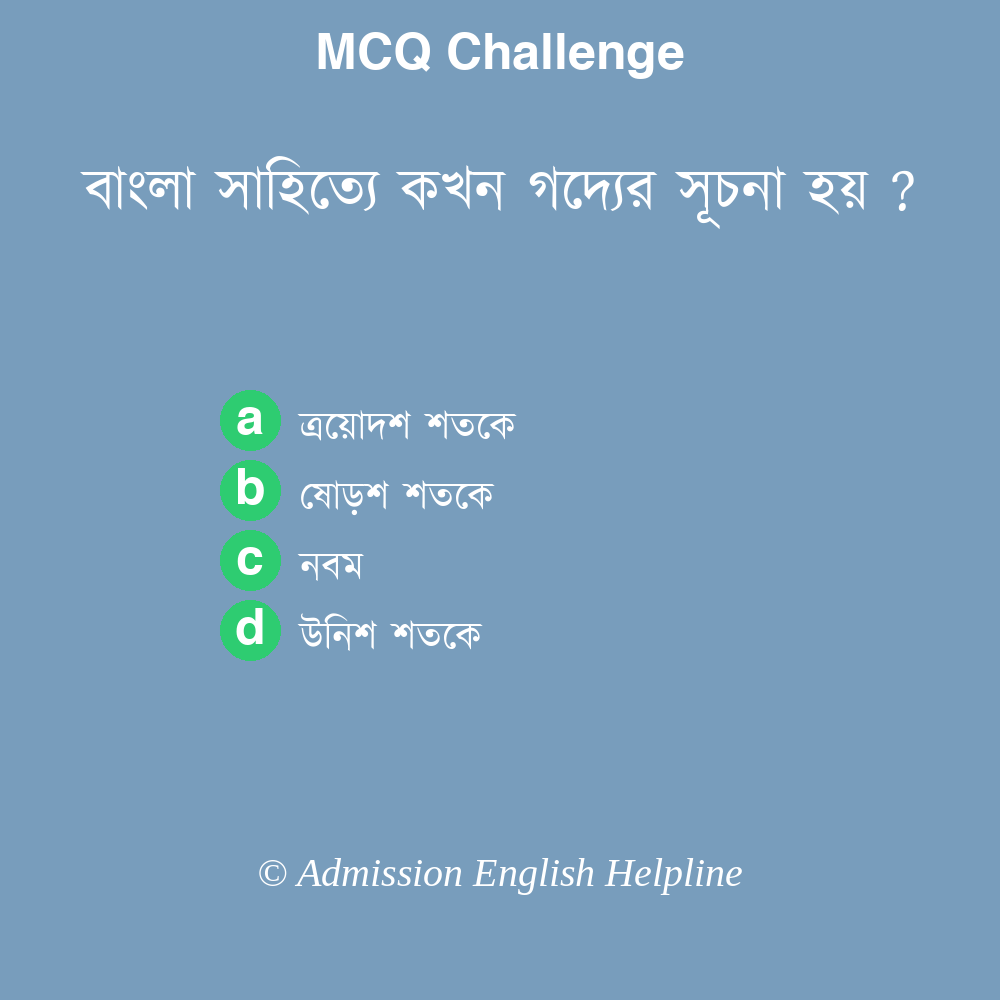 MCQ Challenge
বাংলা সাহিত্যে কখন গদ্যের সূচনা হয় ?
a ত্রয়োদশ শতকে
b ষোড়শ শতকে
c নবম
d উনিশ শতকে
© Admission English Helpline